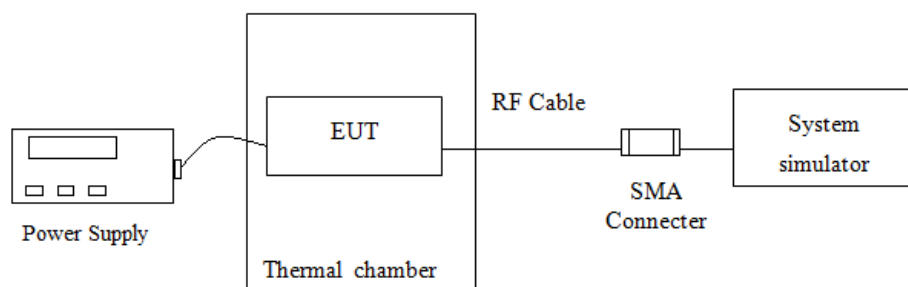 Power Supply
EUT
Thermal chamber
RF Cable
SMA
Connecter
System
simulator